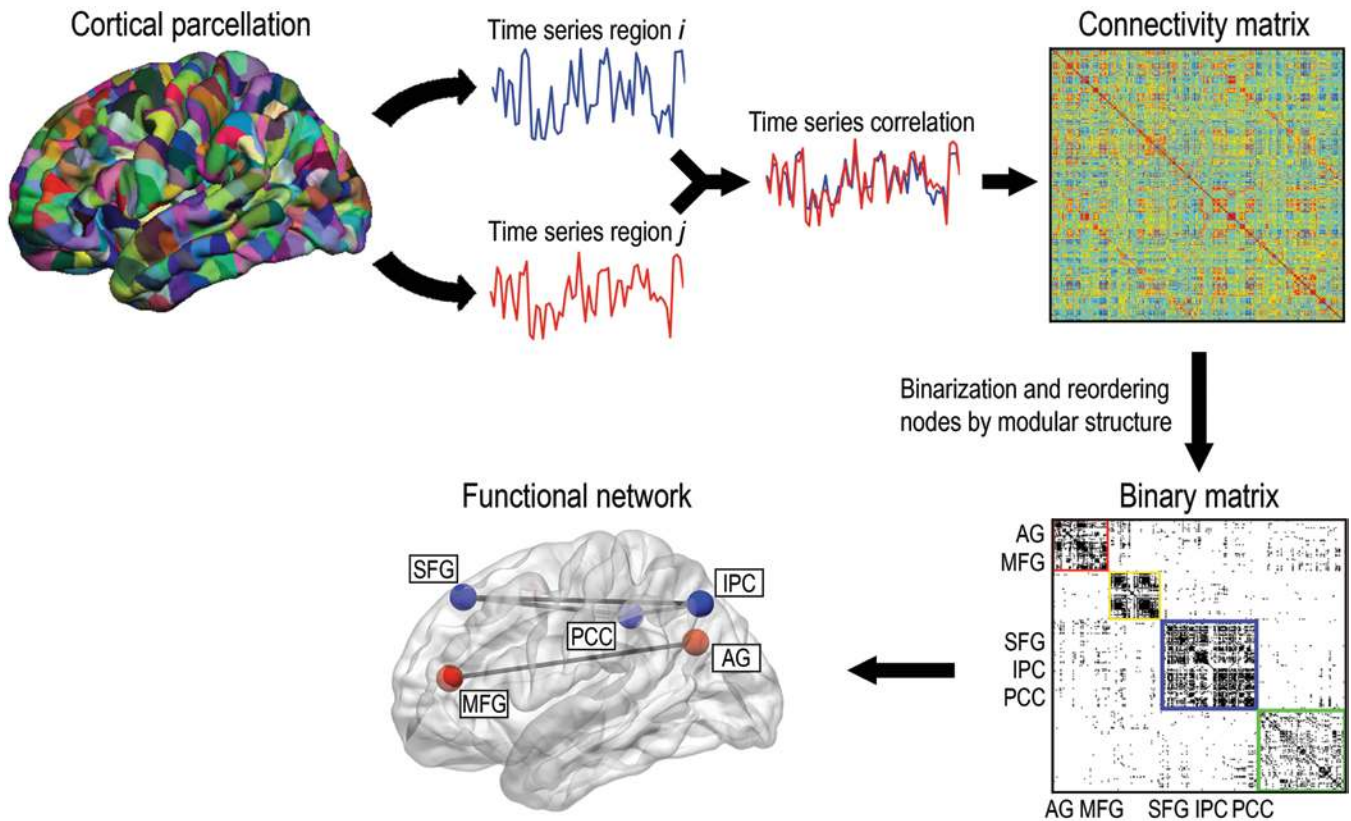 Cortical parcellation
Time series region i
Connectivity matrix
Time series correlation
Time series region j
Binarization and reordering
nodes by modular structure
Functional network
Binary matrix
SFG
IPC
PCC
AG
MFG
AG
MFG
SFG
IPC
PCC
AG MFG SFG IPC PCC